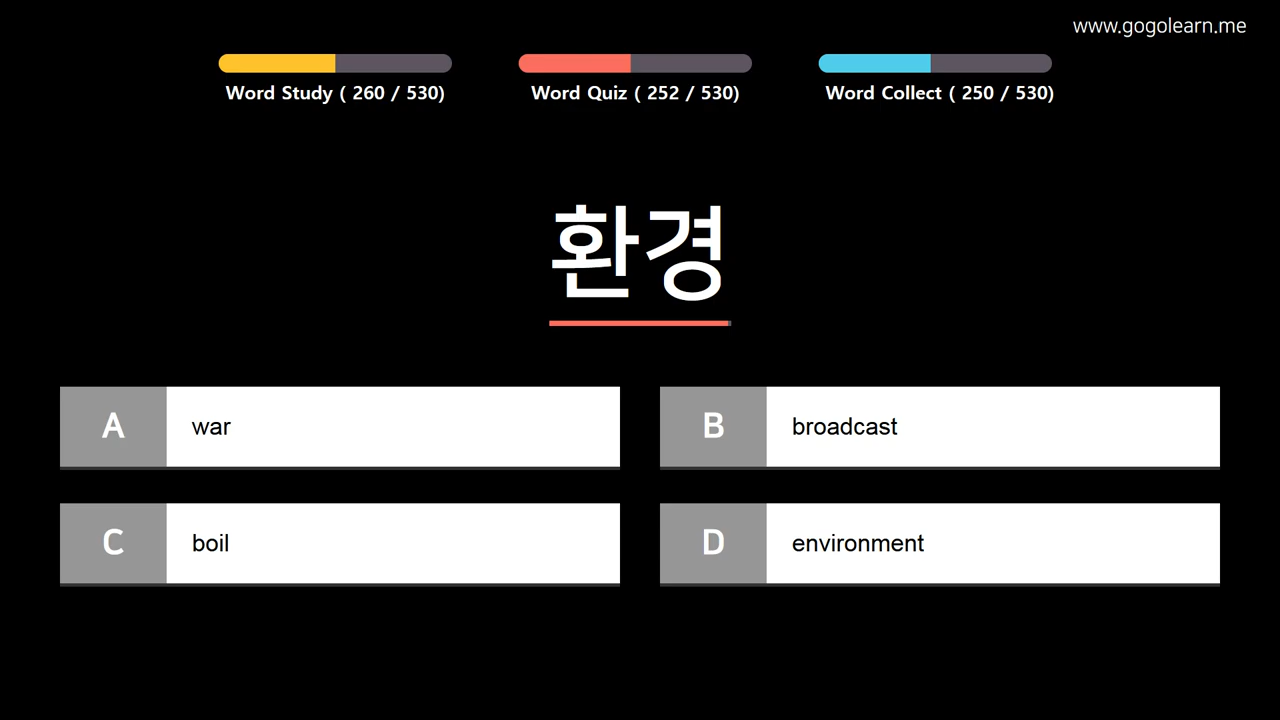 www.gogolearn.me
Word Study ( 260 / 530)
Word Quiz ( 252 / 530)
Word Collect ( 250 / 530)
환경
A war
B broadcast
C boil
D environment